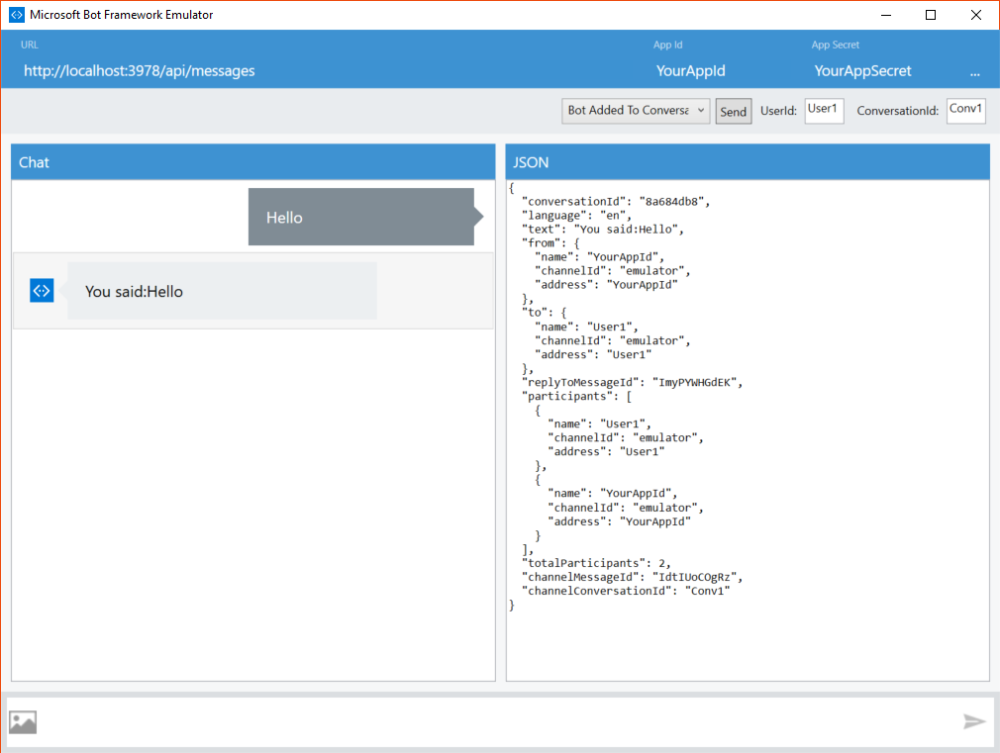 Microsoft Bot Framework Emulator
URL
App Id
App Secret
http://localhost:3978/api/messages
YourAppId
YourAppSecret
...
Bot Added To Conversa
Send
UserId:
User1
ConversationId:
Conv1
Chat
Hello
You said:Hello
JSON
{
"conversationId": "8a684db8",
"language": "en",
"text": "You said:Hello",
"from": {
"name": "YourAppId",
"channelId": "emulator",
"address": "YourAppId"
},
"to": {
"name": "User1",
"channelId": "emulator",
"address": "User1"
},
"replyToMessageId": "ImyPYWHGdEK",
"participants": [
{
"name": "User1",
"channelId": "emulator",
"address": "User1"
},
{
"name": "YourAppId",
"channelId": "emulator",
"address": "YourAppId"
}
],
"totalParticipants": 2,
"channelMessageId": "IdtIUoCOgRz",
"channelConversationId": "Conv1"
}